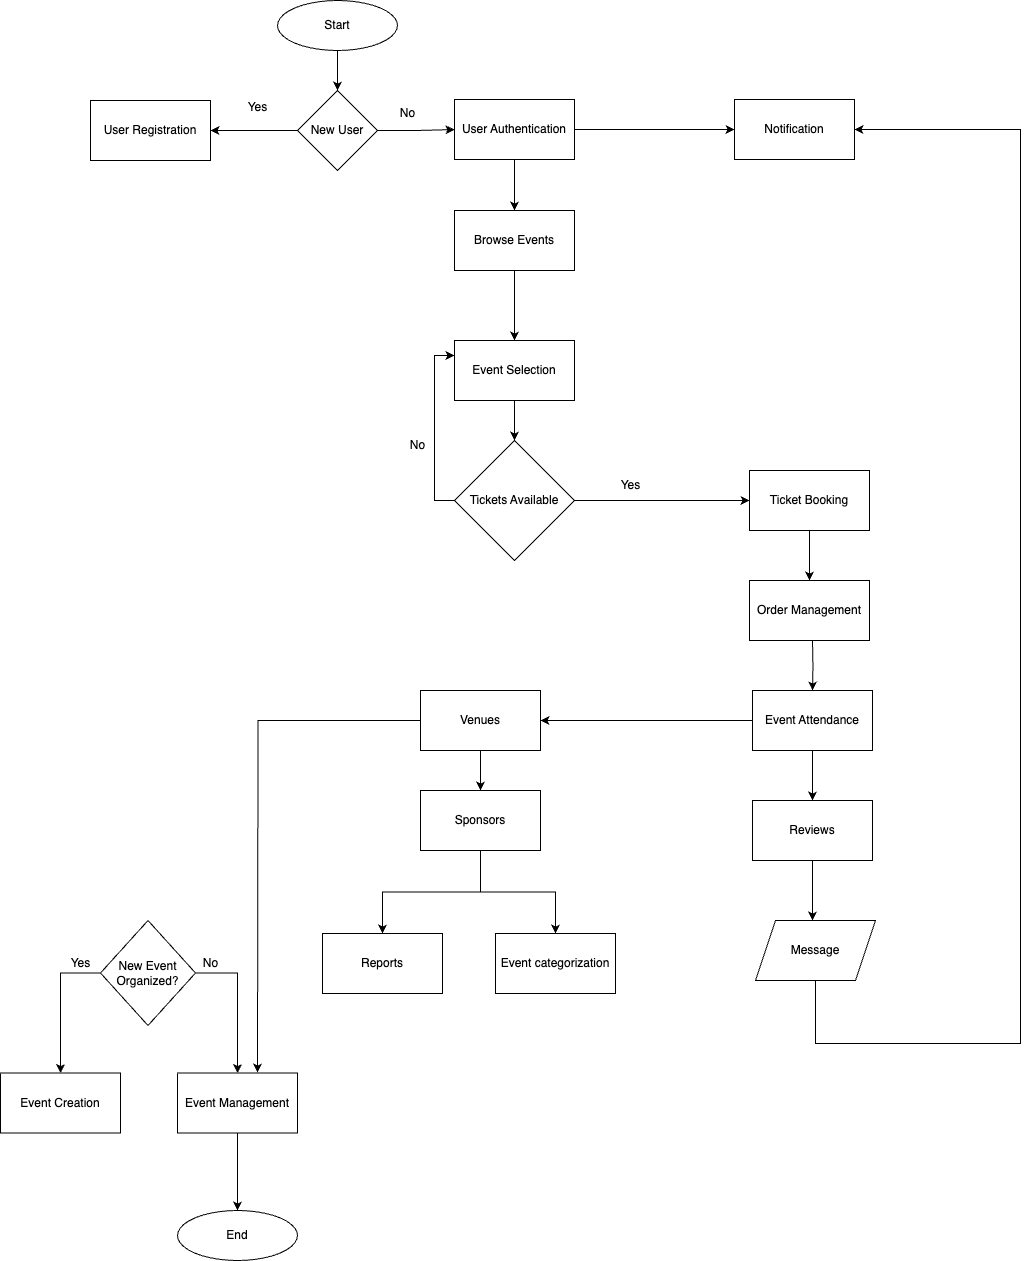 Start
Yes
No
User Registration
New User
User Authentication
Notification
Browse Events
Event Selection
No
Tickets Available
Yes
Ticket Booking
Order Management
Venues
Event Attendance
Sponsors
Reviews
Yes
New Event
Organized?
No
Reports
Event categorization
Message
Event Creation
Event Management
End